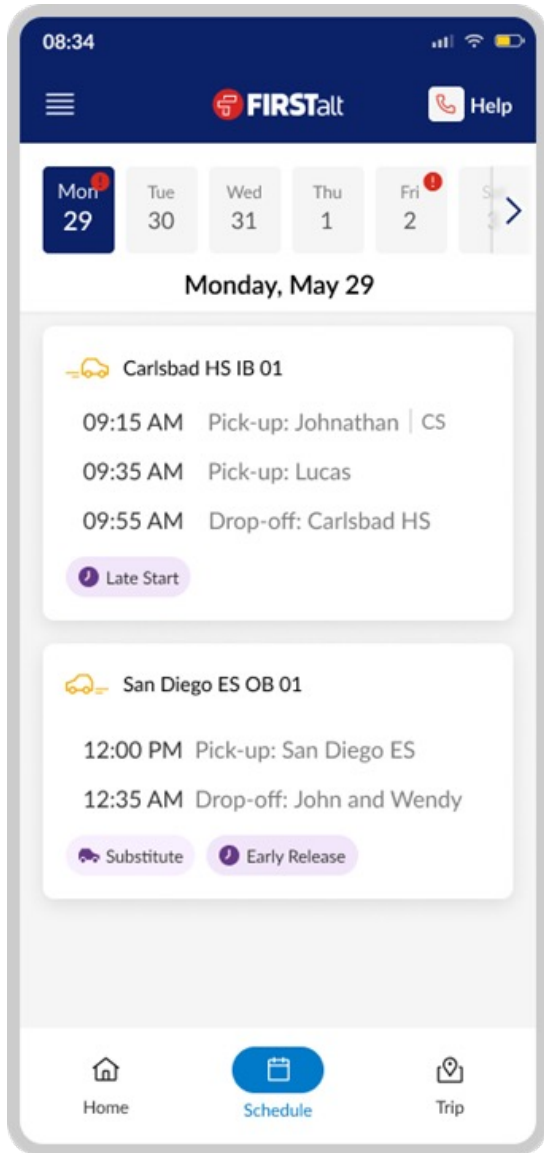 08:34
FIRSTalt
Help
Mon Tue Wed Thu Fri
29 30 31 1 2 3
Monday, May 29
Carlsbad HS IB 01
09:15 AM Pick-up: Johnathan | CS
09:35 AM Pick-up: Lucas
09:55 AM Drop-off: Carlsbad HS
Late Start
San Diego ES OB 01
12:00 PM Pick-up: San Diego ES
12:35 AM Drop-off: John and Wendy
Substitute Early Release
Home Schedule Trip